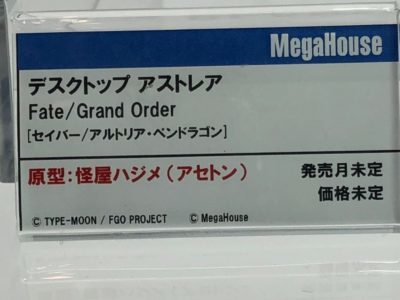 MegaHouse
デスクトップ アストレア
Fate/Grand Order
[セイバー/アルトリア・ペンドラゴン]
原型:怪屋ハジメ(アセトン)
発売月未定
価格未定
© TYPE-MOON / FGO PROJECT © MegaHouse